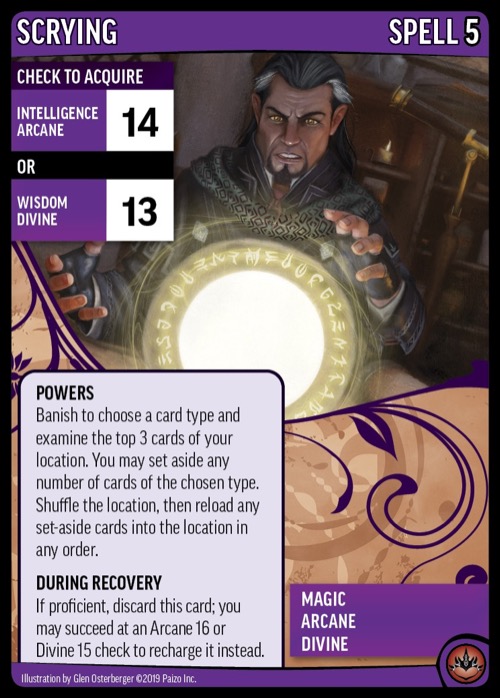 SCRYING
SPELL 5
CHECK TO ACQUIRE
INTELLIGENCE
ARCANE
14
OR
WISDOM
DIVINE
13
POWERS
Banish to choose a card type and
examine the top 3 cards of your
location. You may set aside any
number of cards of the chosen type.
Shuffle the location, then reload any
set-aside cards into the location in
any order.
DURING RECOVERY
If proficient, discard this card; you
may succeed at an Arcane 16 or
Divine 15 check to recharge it instead.
MAGIC
ARCANE
DIVINE
Illustration by Glen Osterberger ©2019 Paizo Inc.